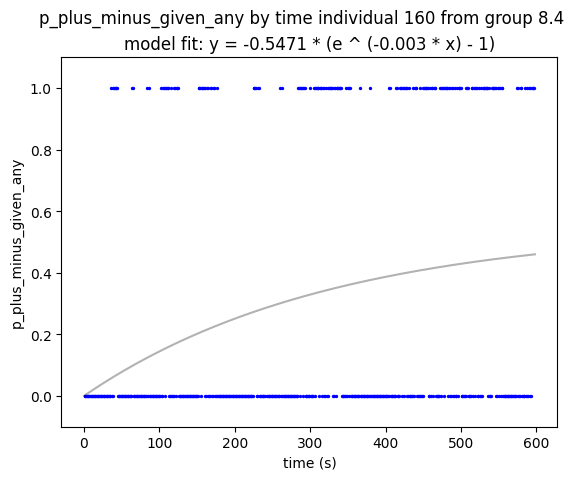 p_plus_minus_given_any by time individual 160 from group 8.4
model fit: y = -0.5471 * (e ^ (-0.003 * x) - 1)
1.0
0.8
0.6
0.4
0.2
0.0
p_plus_minus_given_any
0 100 200 300 400 500 600
time (s)